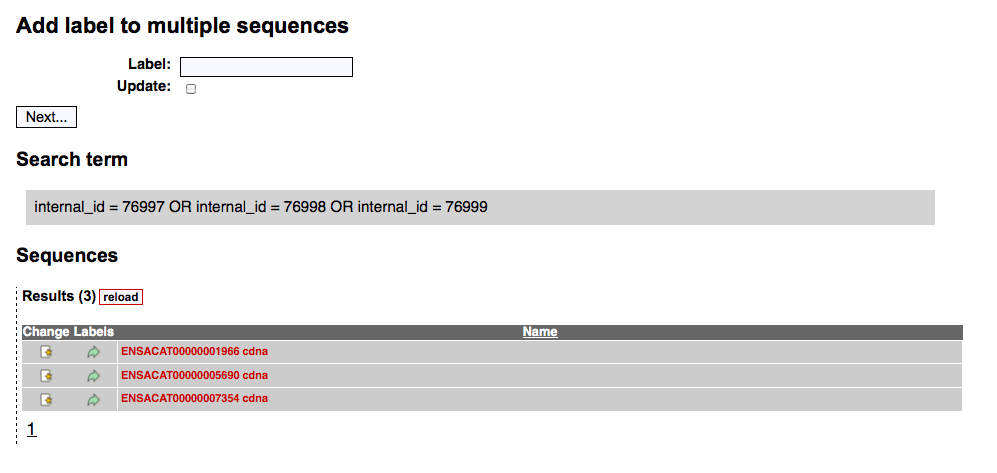 Add label to multiple sequences
Label:
Update:
Next...
Search term
internal_id = 76997 OR internal_id = 76998 OR internal_id = 76999
Sequences
Results (3) reload
Change Labels Name
ENSACAT00000001966 cdna
ENSACAT00000005690 cdna
ENSACAT00000007354 cdna
1